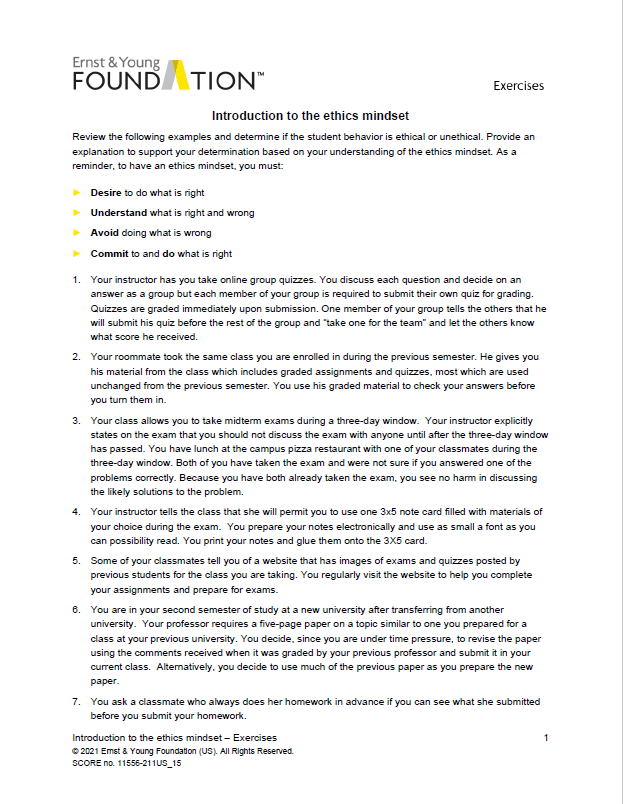 Ernst & Young
FOUNDATION™
Exercises
Introduction to the ethics mindset
Review the following examples and determine if the student behavior is ethical or unethical. Provide an
explanation to support your determination based on your understanding of the ethics mindset. As a
reminder, to have an ethics mindset, you must:
► Desire to do what is right
► Understand what is right and wrong
► Avoid doing what is wrong
► Commit to and do what is right
1. Your instructor has you take online group quizzes. You discuss each question and decide on an
answer as a group but each member of your group is required to submit their own quiz for grading.
Quizzes are graded immediately upon submission. One member of your group tells the others that he
will submit his quiz before the rest of the group and “take one for the team” and let the others know
what score he received.
2. Your roommate took the same class you are enrolled in during the previous semester. He gives you
his material from the class which includes graded assignments and quizzes, most which are used
unchanged from the previous semester. You use his graded material to check your answers before
you turn them in.
3. Your class allows you to take midterm exams during a three-day window.  Your instructor explicitly
states on the exam that you should not discuss the exam with anyone until after the three-day window
has passed. You have lunch at the campus pizza restaurant with one of your classmates during the
three-day window. Both of you have taken the exam and were not sure if you answered one of the
problems correctly. Because you have both already taken the exam, you see no harm in discussing
the likely solutions to the problem.
4. Your instructor tells the class that she will permit you to use one 3x5 note card filled with materials of
your choice during the exam.  You prepare your notes electronically and use as small a font as you
can possibility read. You print your notes and glue them onto the 3X5 card.
5. Some of your classmates tell you of a website that has images of exams and quizzes posted by
previous students for the class you are taking. You regularly visit the website to help you complete
your assignments and prepare for exams.
6. You are in your second semester of study at a new university after transferring from another
university.  Your professor requires a five-page paper on a topic similar to one you prepared for a
class at your previous university. You decide, since you are under time pressure, to revise the paper
using the comments received when it was graded by your previous professor and submit it in your
current class.  Alternatively, you decide to use much of the previous paper as you prepare the new
paper.
7. You ask a classmate who always does her homework in advance if you can see what she submitted
before you submit your homework.
Introduction to the ethics mindset – Exercises 1
© 2021 Ernst & Young Foundation (US). All Rights Reserved.
SCORE no. 11556-211US_15